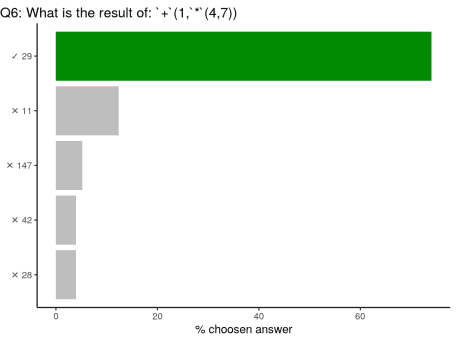 Q6: What is the result of: `+`(1,`*`(4,7))
✓ 29
✕ 11
✕ 147
✕ 42
✕ 28
0 20 40 60
% choosen answer